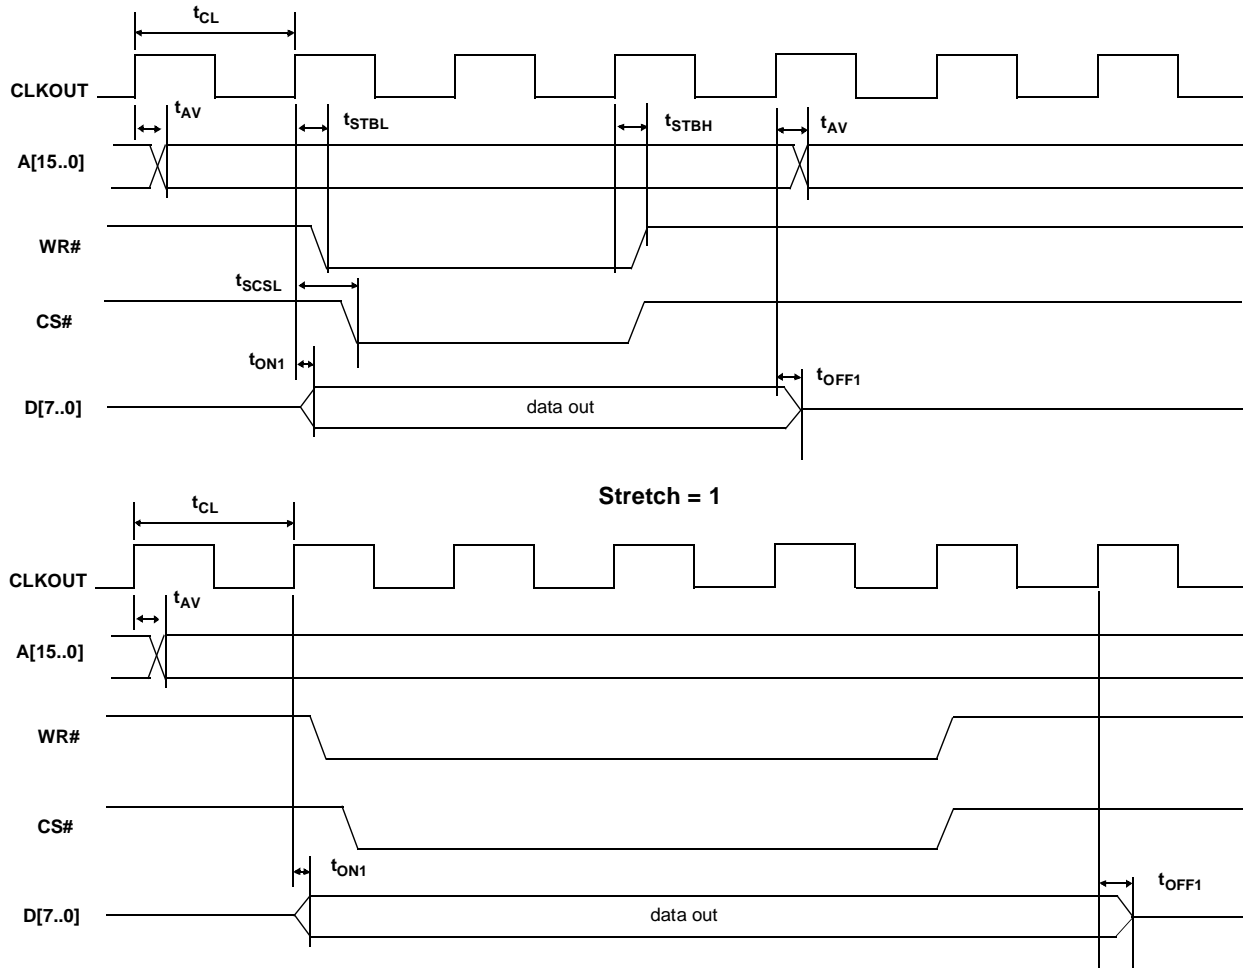 tCL
CLKOUT
tAV
tSTBL
tSTBH
tAV
A[15..0]
WR#
tSCSL
CS#
tON1
tOFF1
D[7..0]
data out
Stretch = 1
tCL
CLKOUT
tAV
A[15..0]
WR#
CS#
tON1
tOFF1
D[7..0]
data out